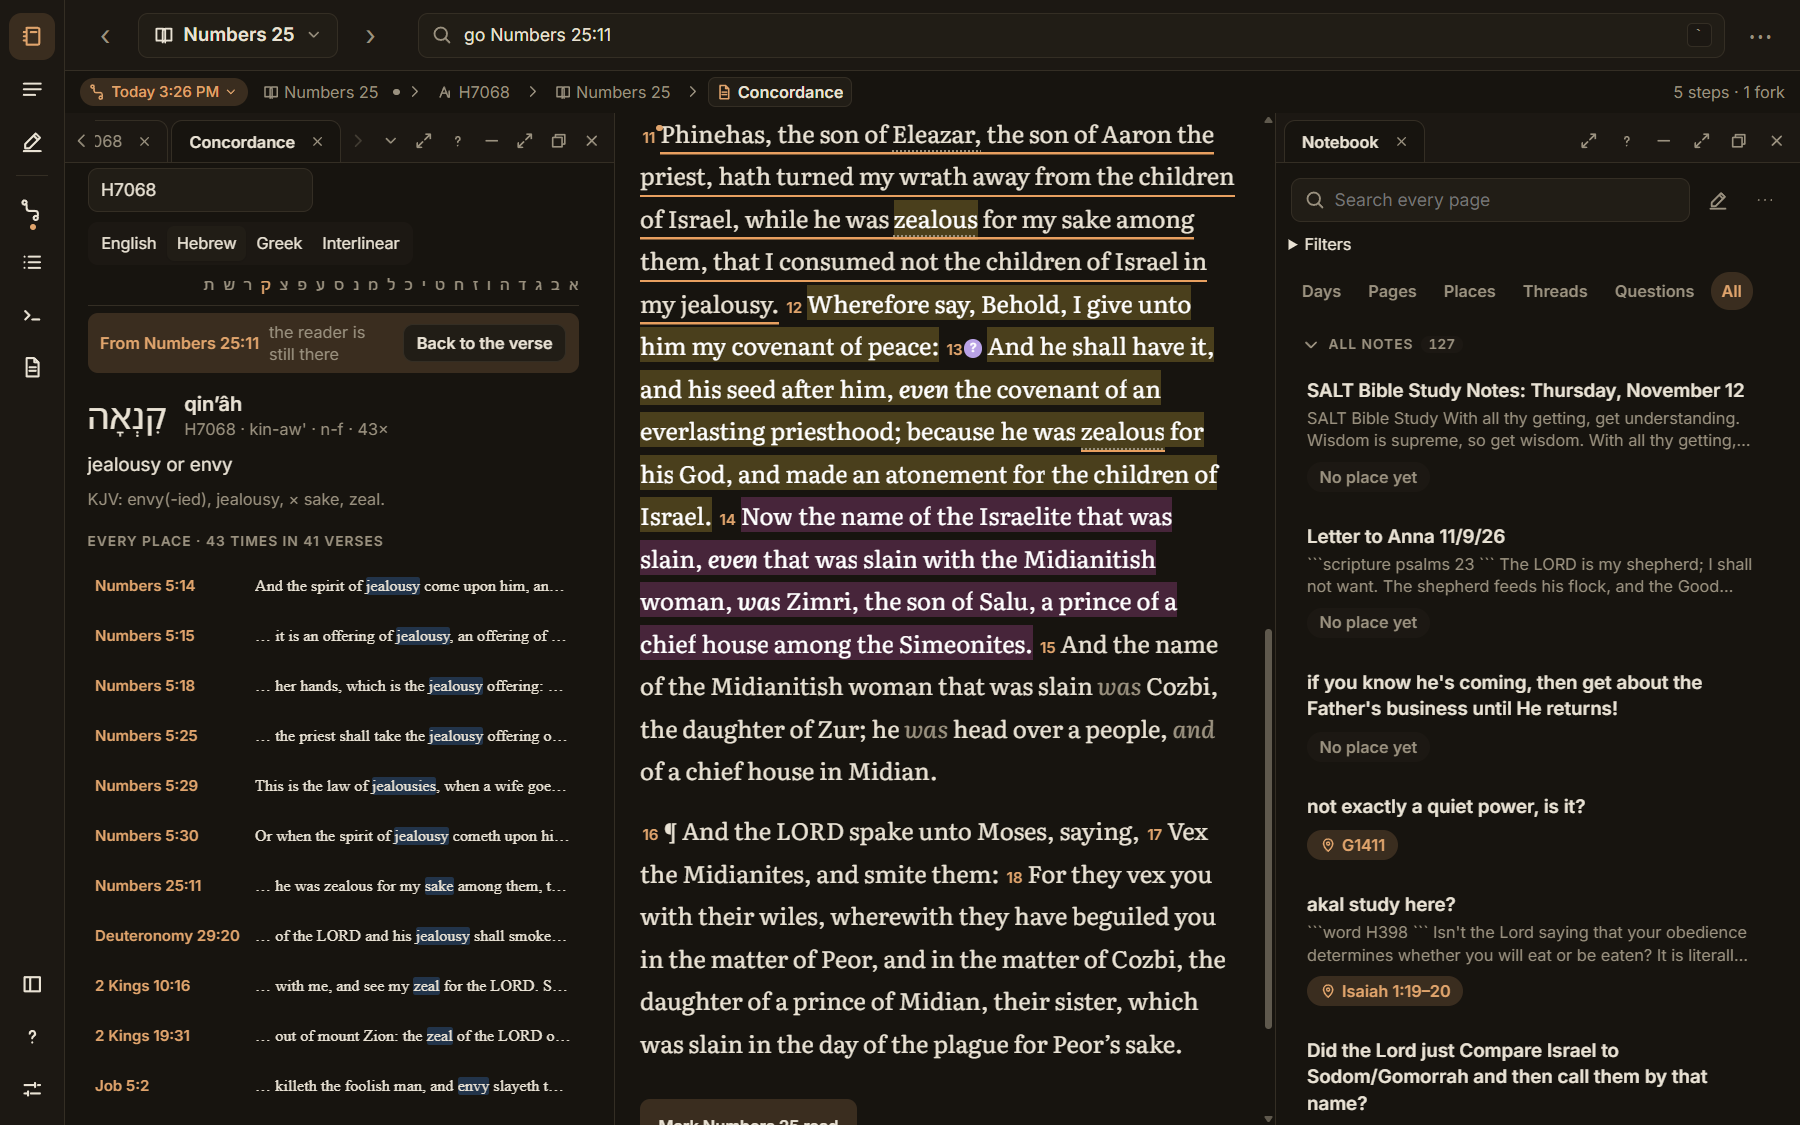 Numbers 25
go Numbers 25:11
`
Today 3:26 PM
Numbers 25
H7068
Numbers 25
Concordance
5 steps · 1 fork
068
Concordance
?
H7068
English Hebrew Greek Interlinear
א ב ג ד ה ו ז ח ט י כ ל מ נ ס ע פ צ ק ר ש ת
From Numbers 25:11
the reader is
still there
Back to the verse
קִנְאָה
qin'âh
H7068 · kin-aw' · n-f · 43×
jealousy or envy
KJV: envy(-ied), jealousy, × sake, zeal.
EVERY PLACE · 43 TIMES IN 41 VERSES
Numbers 5:14 And the spirit of jealousy come upon him, an…
Numbers 5:15 … it is an offering of jealousy, an offering of …
Numbers 5:18 … her hands, which is the jealousy offering: …
Numbers 5:25 … the priest shall take the jealousy offering o…
Numbers 5:29 This is the law of jealousies, when a wife goe…
Numbers 5:30 Or when the spirit of jealousy cometh upon hi…
Numbers 25:11 … he was zealous for my sake among them, t…
Deuteronomy 29:20 … of the LORD and his jealousy shall smoke…
2 Kings 10:16 … with me, and see my zeal for the LORD. S…
2 Kings 19:31 … out of mount Zion: the zeal of the LORD o…
Job 5:2 … killeth the foolish man, and envy slayeth t…
?
11 Phinehas, the son of Eleazar, the son of Aaron the
priest, hath turned my wrath away from the children
of Israel, while he was zealous for my sake among
them, that I consumed not the children of Israel in
my jealousy. 12 Wherefore say, Behold, I give unto
him my covenant of peace: 13 ? And he shall have it,
and his seed after him, even the covenant of an
everlasting priesthood; because he was zealous for
his God, and made an atonement for the children of
Israel. 14 Now the name of the Israelite that was
slain, even that was slain with the Midianitish
woman, was Zimri, the son of Salu, a prince of a
chief house among the Simeonites. 15 And the name
of the Midianitish woman that was slain was Cozbi,
the daughter of Zur; he was head over a people, and
of a chief house in Midian.
16 ¶ And the LORD spake unto Moses, saying, 17 Vex
the Midianites, and smite them: 18 For they vex you
with their wiles, wherewith they have beguiled you
in the matter of Peor, and in the matter of Cozbi, the
daughter of a prince of Midian, their sister, which
was slain in the day of the plague for Peor’s sake.
Mark Numbers 25 read
Notebook
?
Search every page
Filters
Days Pages Places Threads Questions All
ALL NOTES 127
SALT Bible Study Notes: Thursday, November 12
SALT Bible Study With all thy getting, get understanding.
Wisdom is supreme, so get wisdom. With all thy getting,…
No place yet
Letter to Anna 11/9/26
```scripture psalms 23 ``` The LORD is my shepherd; I shall
not want. The shepherd feeds his flock, and the Good…
No place yet
if you know he's coming, then get about the
Father's business until He returns!
No place yet
not exactly a quiet power, is it?
G1411
akal study here?
```word H398 ``` Isn't the Lord saying that your obedience
determines whether you will eat or be eaten? It is literall…
Isaiah 1:19–20
Did the Lord just Compare Israel to
Sodom/Gomorrah and then call them by that
name?